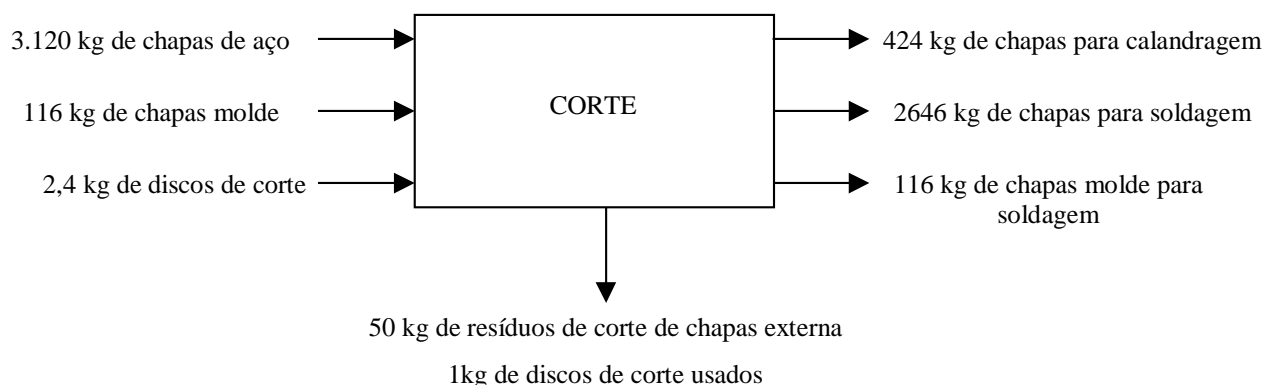 3.120 kg de chapas de aço
116 kg de chapas molde
2,4 kg de discos de corte
CORTE
424 kg de chapas para calandragem
2646 kg de chapas para soldagem
116 kg de chapas molde para
soldagem
50 kg de resíduos de corte de chapas externa
1kg de discos de corte usados